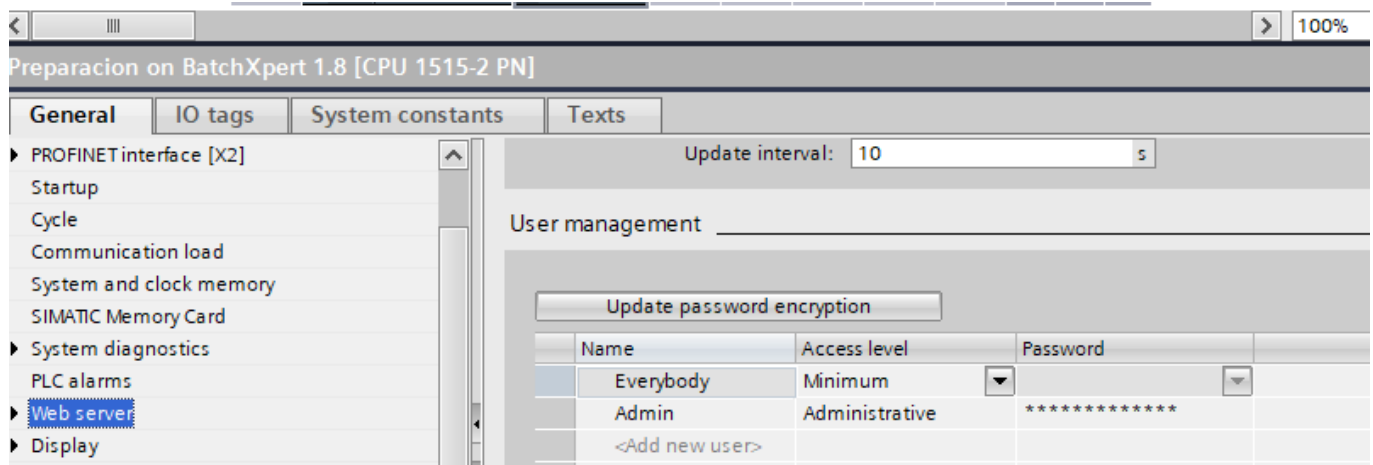 100%
Preparacion on BatchXpert 1.8 [CPU 1515-2 PN]
General IO tags System constants Texts
PROFINET interface [X2]
Startup
Cycle
Communication load
System and clock memory
SIMATIC Memory Card
System diagnostics
PLC alarms
Web server
Display
Update interval: 10 s
User management
Update password encryption
Name Access level Password
Everybody Minimum
Admin Administrative *************
<Add new user>